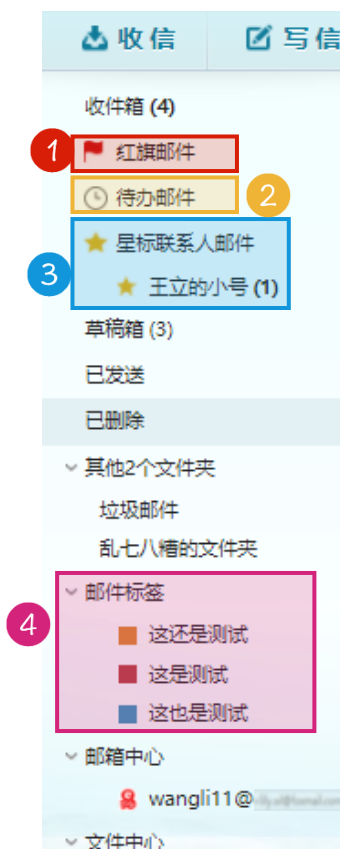 收信 写信
收件箱 (4)
1 红旗邮件
待办邮件 2
星标联系人邮件
3 王立的小号 (1)
草稿箱 (3)
已发送
已删除
其他2个文件夹
垃圾邮件
乱七八糟的文件夹
邮件标签
4 这还是测试
这是测试
这也是测试
邮箱中心
wangli11@
文件中心